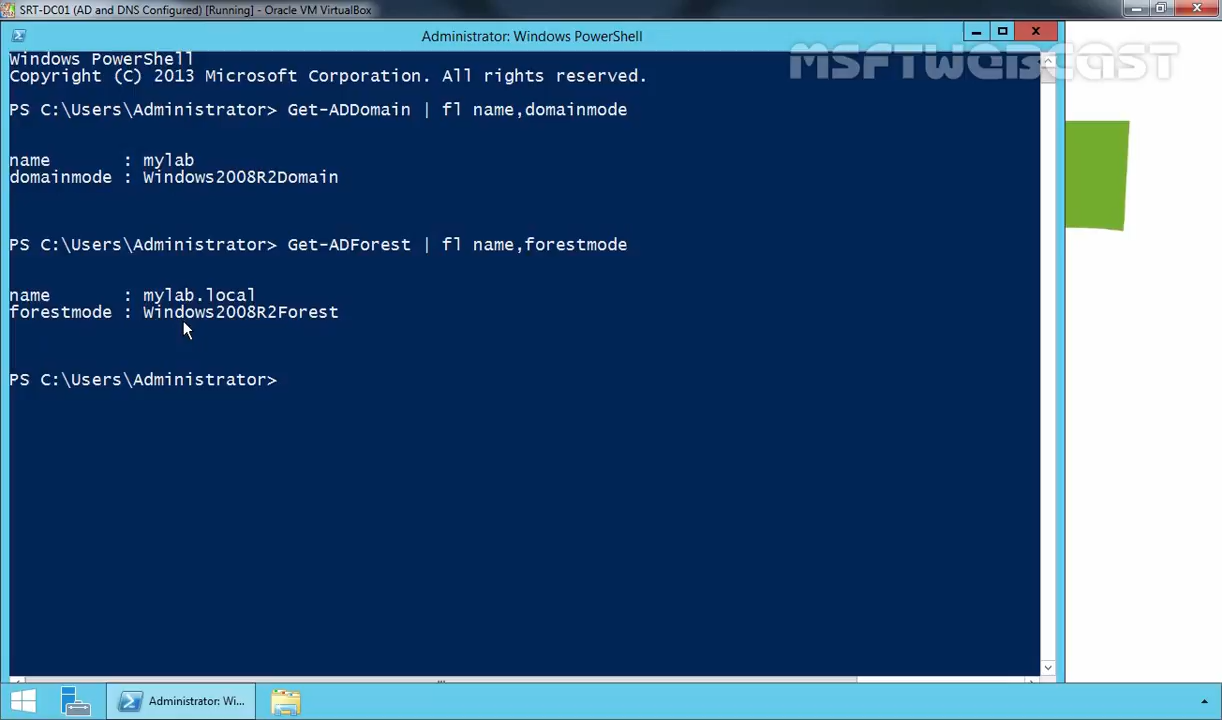 SRT-DC01 (AD and DNS Configured) [Running] - Oracle VM VirtualBox
Administrator: Windows PowerShell
MSFTWEBCAST
Windows PowerShell
Copyright (C) 2013 Microsoft Corporation. All rights reserved.
PS C:\Users\Administrator> Get-ADDomain | fl name,domainmode
name : mylab
domainmode : Windows2008R2Domain
PS C:\Users\Administrator> Get-ADForest | fl name,forestmode
name : mylab.local
forestmode : Windows2008R2Forest
PS C:\Users\Administrator>
Administrator: Wi...